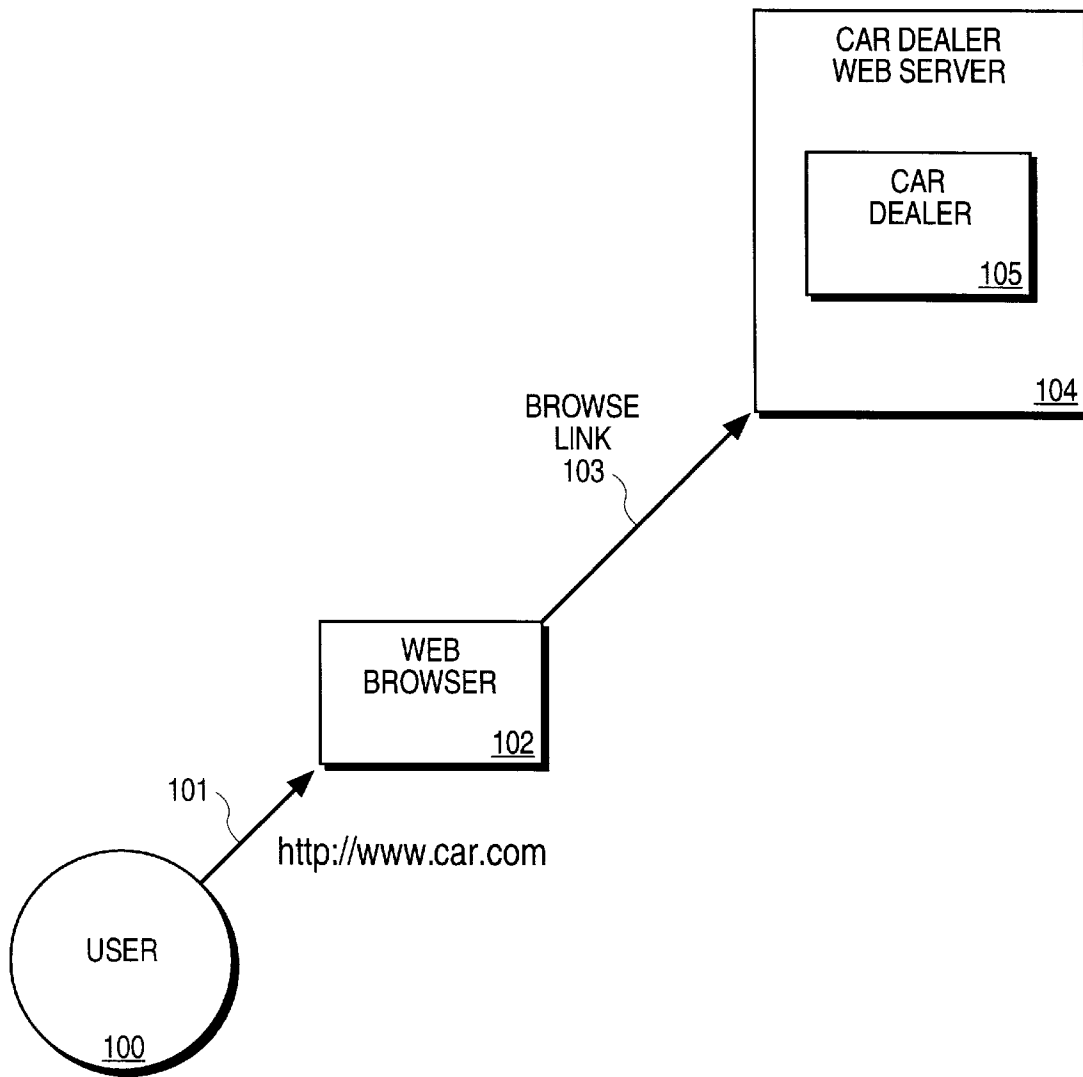 CAR DEALER
WEB SERVER
CAR
DEALER
105
104
BROWSE
LINK
103
WEB
BROWSER
102
101
http://www.car.com
USER
100